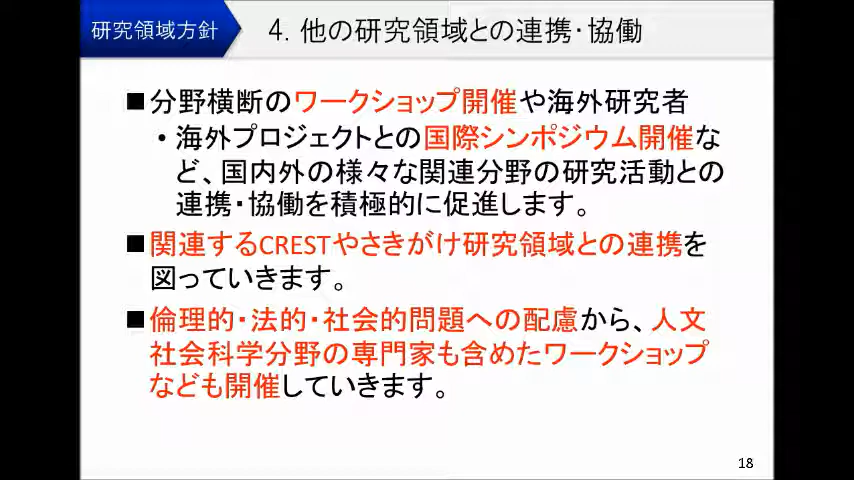 研究領域方針
4. 他の研究領域との連携・協働
■分野横断のワークショップ開催や海外研究者
・海外プロジェクトとの国際シンポジウム開催な
ど、国内外の様々な関連分野の研究活動との
連携・協働を積極的に促進します。
■関連するCRESTやさきがけ研究領域との連携を
図っていきます。
■倫理的・法的・社会的問題への配慮から、人文
社会科学分野の専門家も含めたワークショップ
なども開催していきます。
18